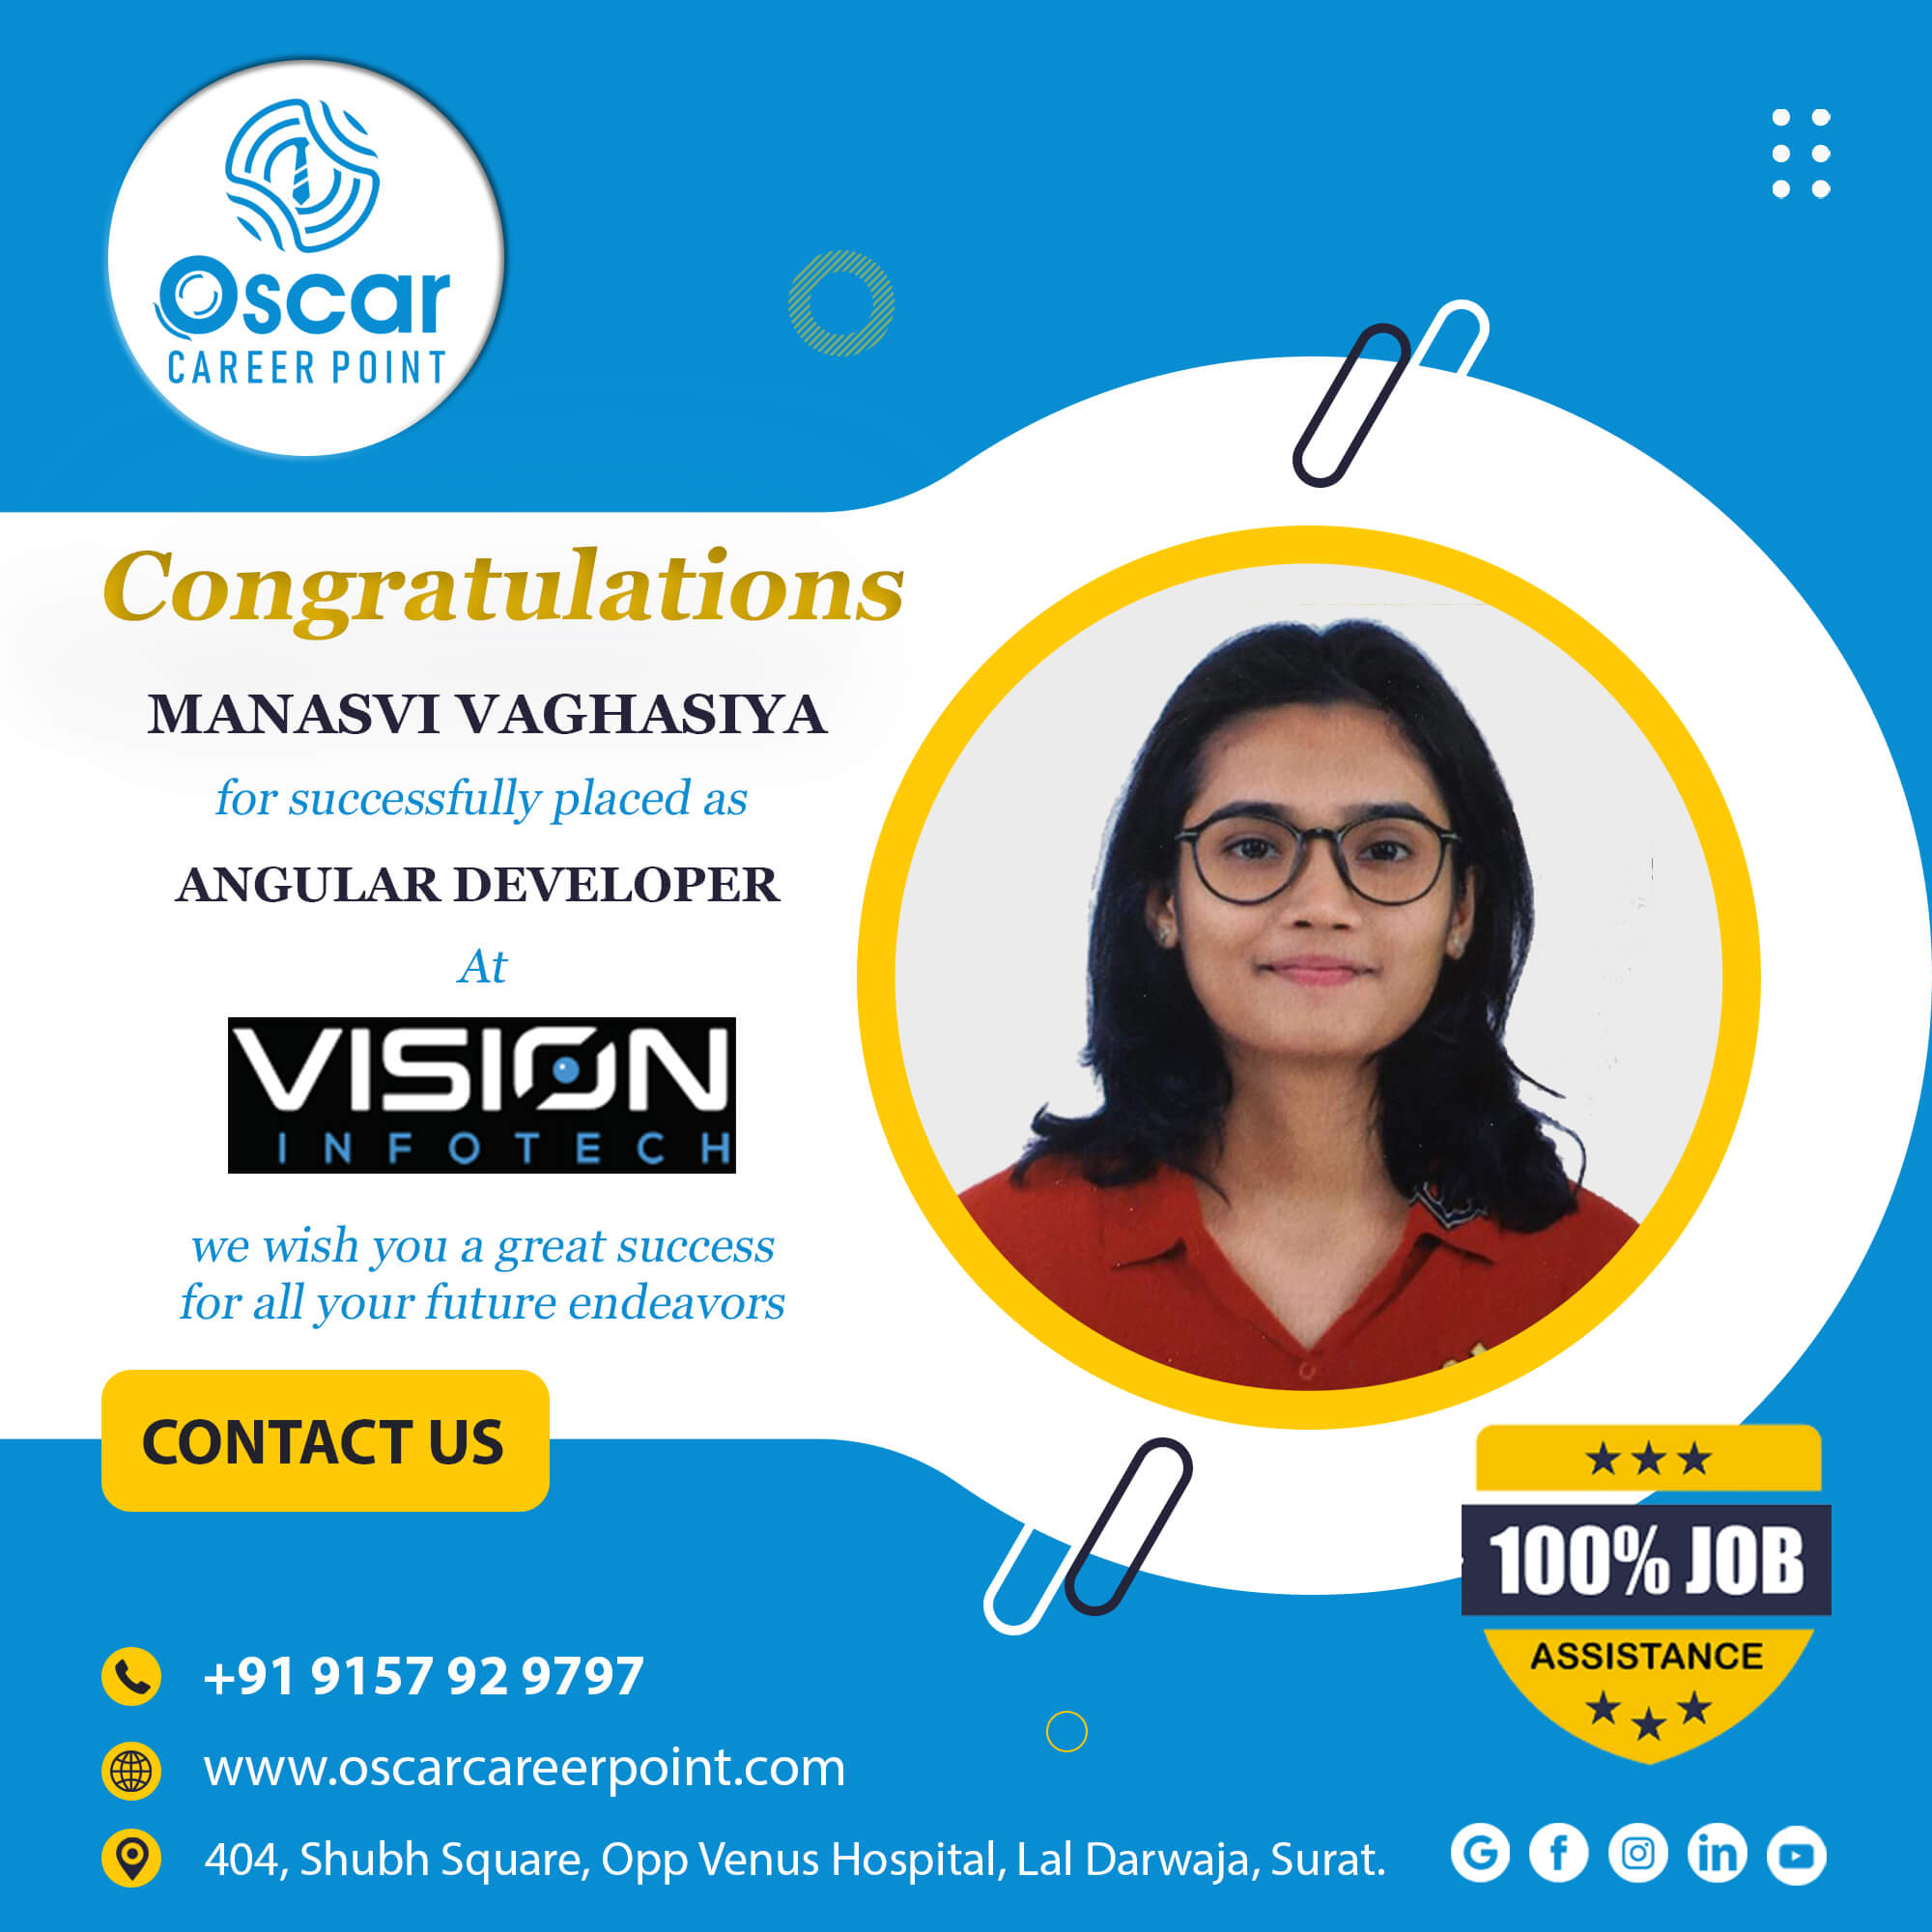 Oscar
CAREER POINT
Congratulations
MANASVI VAGHASIYA
for successfully placed as
ANGULAR DEVELOPER
At
VISION
INFOTECH
we wish you a great success
for all your future endeavors
CONTACT US
★★★
100% JOB
ASSISTANCE
★★★
+91 9157 92 9797
www.oscarcareerpoint.com
404, Shubh Square, Opp Venus Hospital, Lal Darwaja, Surat.
G f in